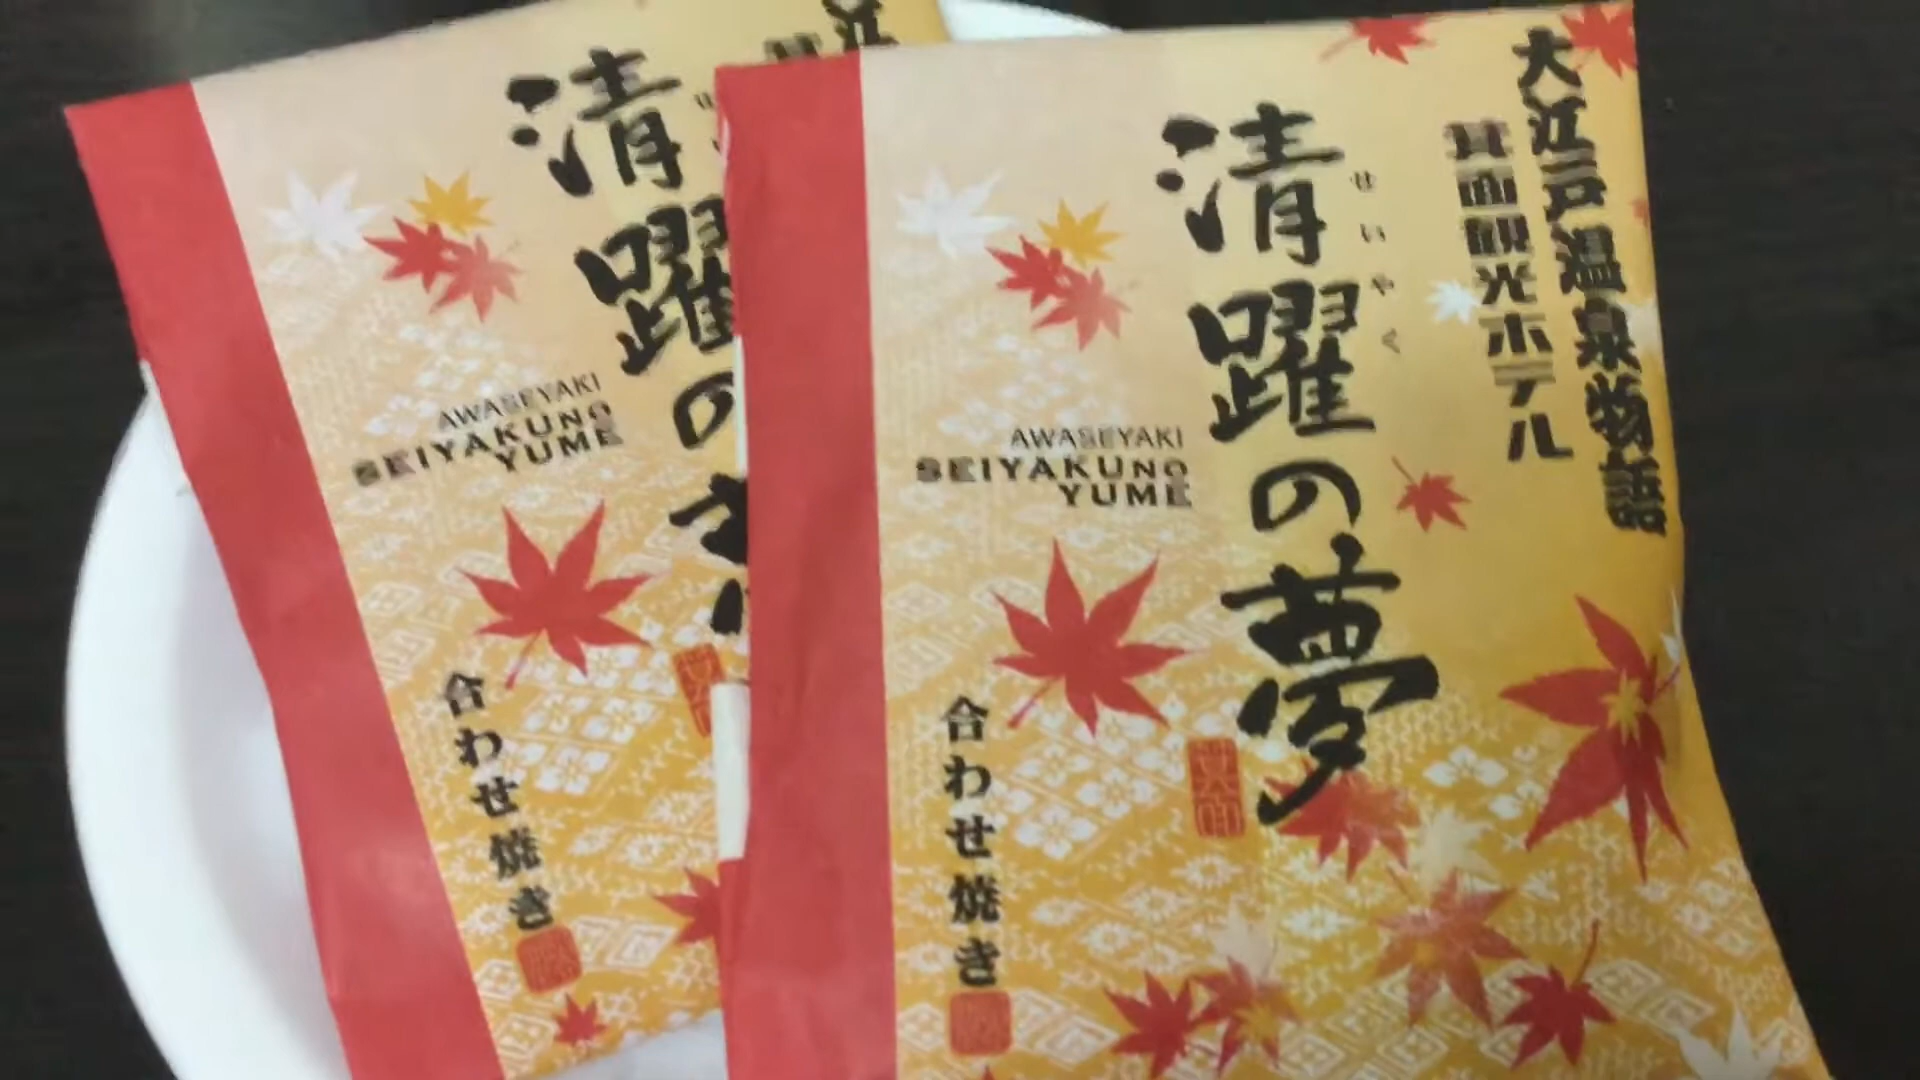 清
躍
の
AWASEYAKI
SEIYAKUNO
YUME
合わせ焼き
大江戸温泉物語
箕面観光ホテル
清躍の夢
せいやく
AWASEYAKI
SEIYAKUNO
YUME
合わせ焼き